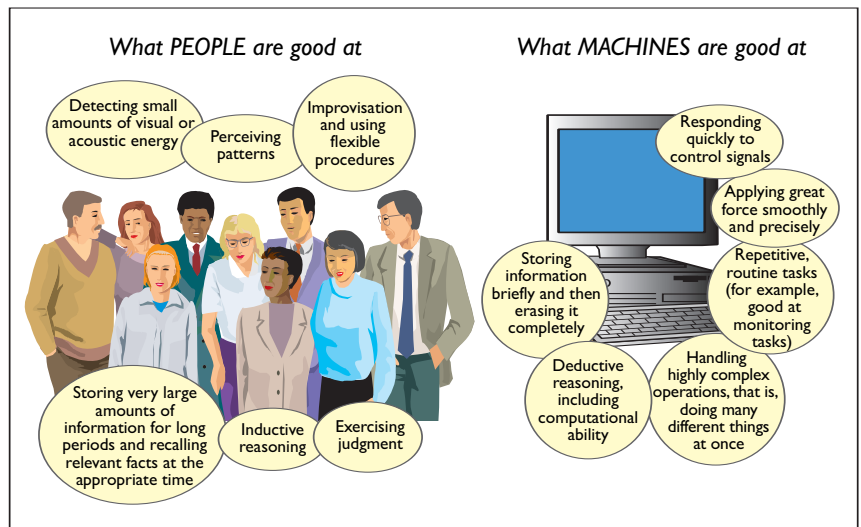 What PEOPLE are good at
Detecting small
amounts of visual or
acoustic energy
Perceiving
patterns
Improvisation
and using
flexible
procedures
Storing very large
amounts of
information for long
periods and recalling
relevant facts at the
appropriate time
Inductive
reasoning
Exercising
judgment
What MACHINES are good at
Responding
quickly to
control signals
Applying great
force smoothly
and precisely
Storing
information
briefly and then
erasing it
completely
Repetitive,
routine tasks
(for example,
good at
monitoring
tasks)
Deductive
reasoning,
including
computational
ability
Handling
highly complex
operations, that is,
doing many
different things
at once